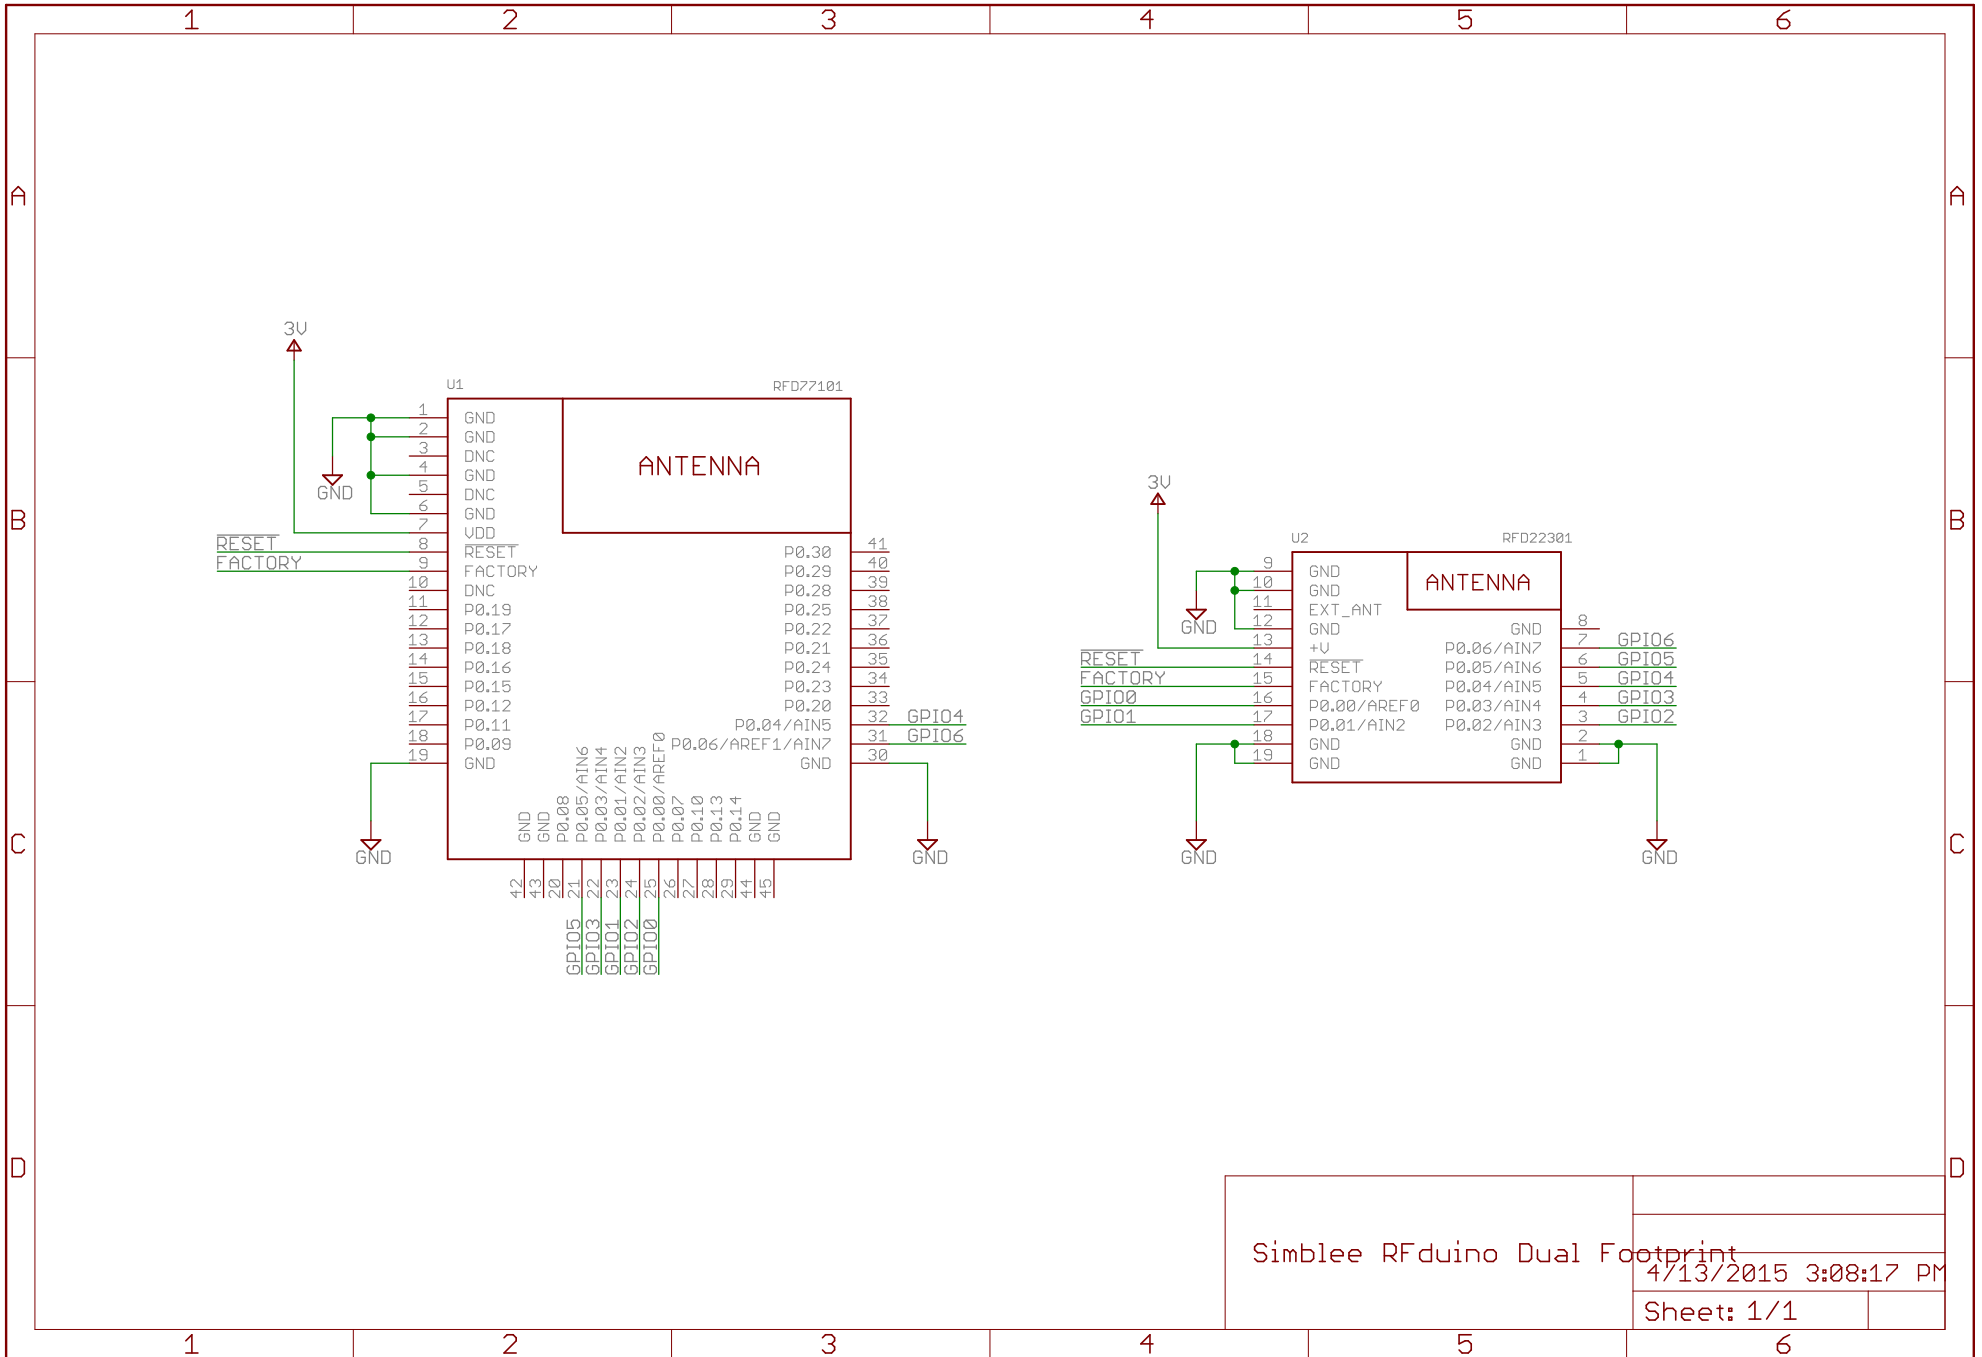 1 2 3 4 5 6
A A
B B
C C
D D
3V
U1 RFD77101
ANTENNA
1 GND
2 GND
3 DNC
4 GND
5 DNC
6 GND
7 VDD
8 RESET
9 FACTORY
10 DNC
11 P0.19
12 P0.17
13 P0.18
14 P0.16
15 P0.15
16 P0.12
17 P0.11
18 P0.09
19 GND
GND
RESET
FACTORY
GND
P0.30 41
P0.29 40
P0.28 39
P0.25 38
P0.22 37
P0.21 36
P0.24 35
P0.23 34
P0.20 33
P0.04/AIN5 32 GPIO4
P0.06/AREF1/AIN7 31 GPIO6
GND 30
GND
GND 42
GND 43
P0.08 20
P0.05/AIN6 21 GPIO5
P0.03/AIN4 22 GPIO3
P0.01/AIN2 23 GPIO1
P0.02/AIN3 24 GPIO2
P0.00/AREF0 25 GPIO0
P0.07 26
P0.10 27
P0.13 28
P0.14 29
GND 44
GND 45
3V
U2 RFD22301
ANTENNA
9 GND
10 GND
11 EXT_ANT
12 GND
13 +V
RESET 14 RESET
FACTORY 15 FACTORY
GPIO0 16 P0.00/AREF0
GPIO1 17 P0.01/AIN2
18 GND
19 GND
GND
GND
GND 8
P0.06/AIN7 7 GPIO6
P0.05/AIN6 6 GPIO5
P0.04/AIN5 5 GPIO4
P0.03/AIN4 4 GPIO3
P0.02/AIN3 3 GPIO2
GND 2
GND 1
GND
Simblee RFduino Dual Footprint
4/13/2015 3:08:17 PM
Sheet: 1/1
1 2 3 4 5 6